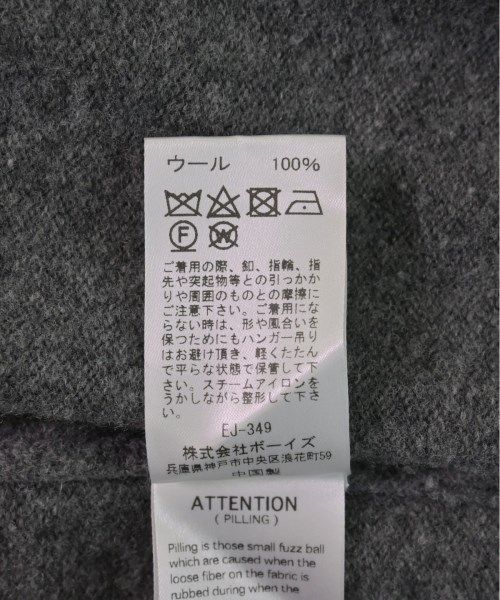 ウール 100%
F W
ご着用の際、釦、指輪、指
先や突起物等との引っかか
りや周囲のものとの摩擦に
ご注意下さい。ご着用にな
らない時は、形や風合いを
保つためにもハンガー吊り
はお避け頂き、軽くたたん
で平らな状態で保管して下さ
い。スチームアイロンを
うかしながら整形して下さ
い。
EJ-349
株式会社ボーイズ
兵庫県神戸市中央区浪花町59
中国製
ATTENTION
( PILLING )
Pilling is those small fuzz ball
which are caused when the
loose fiber on the fabric is
rubbed during when the